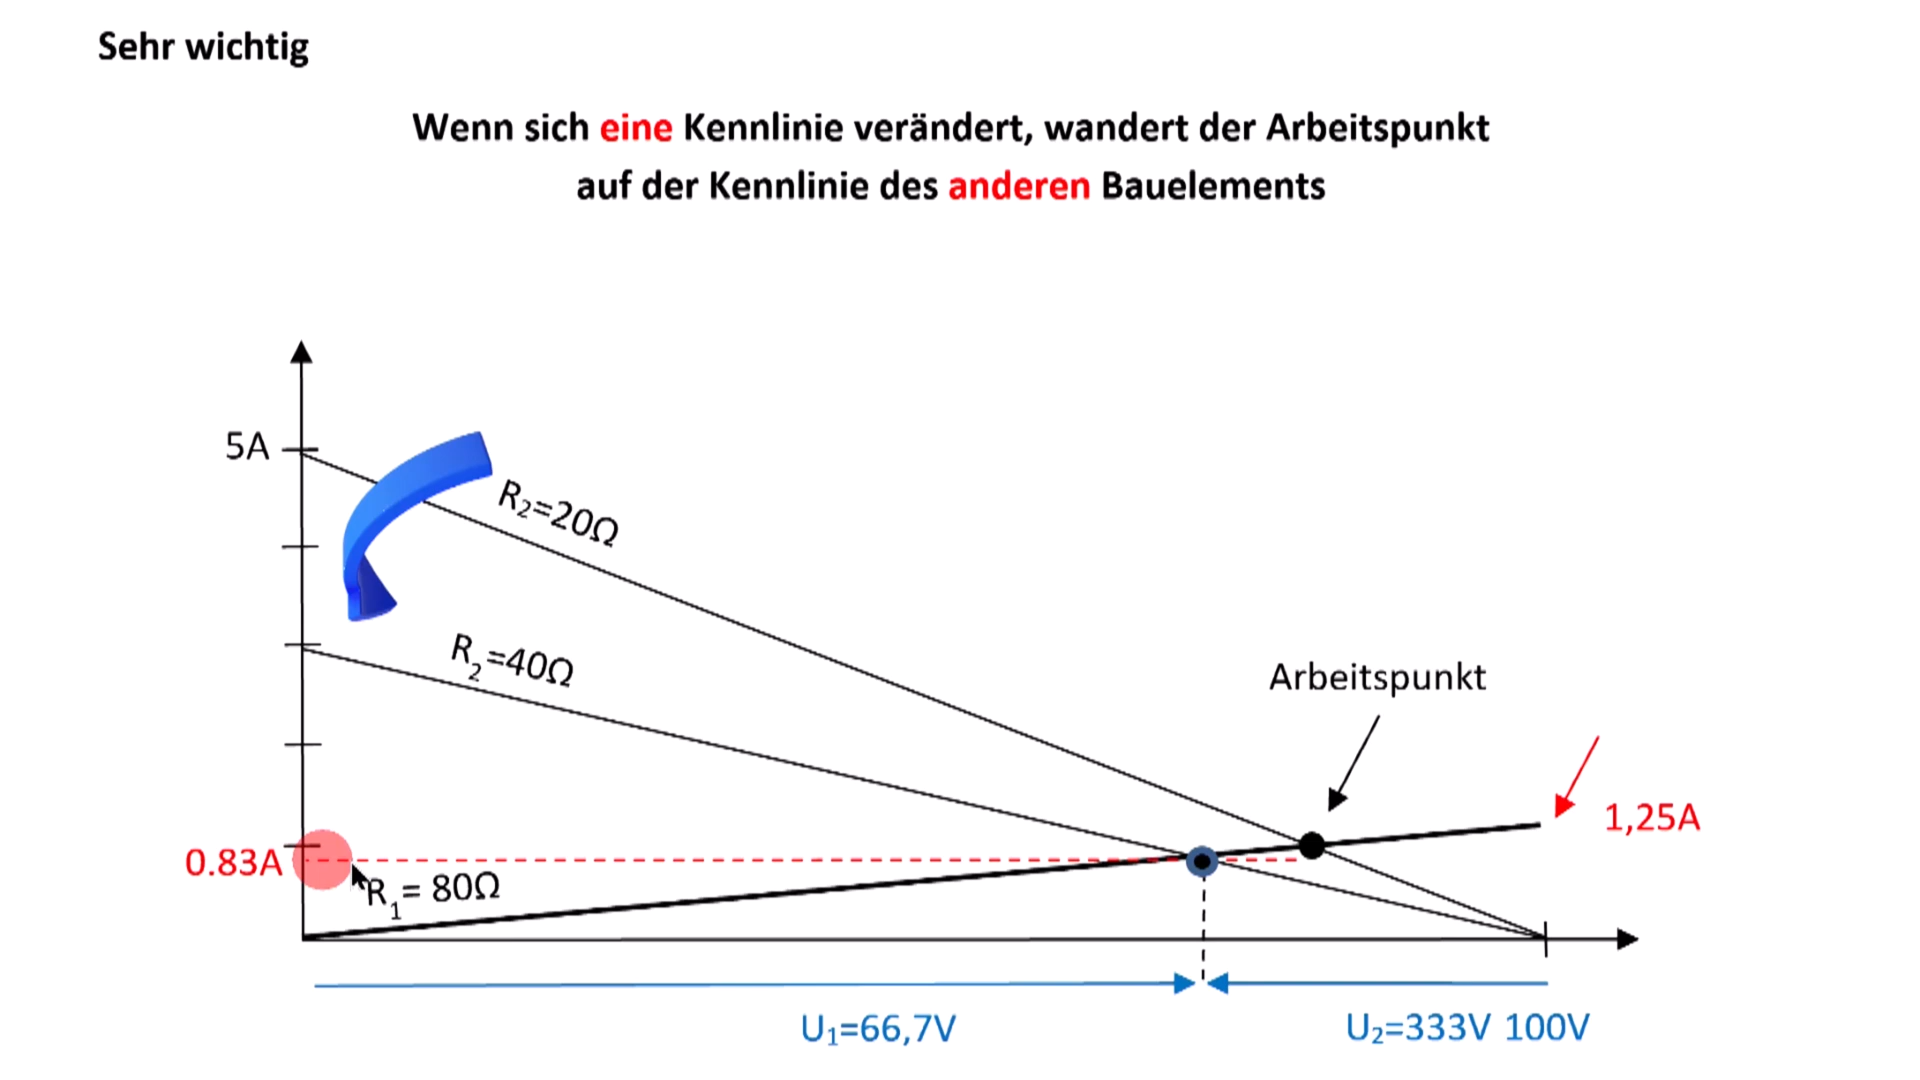 Sehr wichtig
Wenn sich eine Kennlinie verändert, wandert der Arbeitspunkt
auf der Kennlinie des anderen Bauelements
5A
R₂=20Ω
R₂=40Ω
Arbeitspunkt
1,25A
0.83A
R₁= 80Ω
U₁=66,7V
U₂=333V 100V